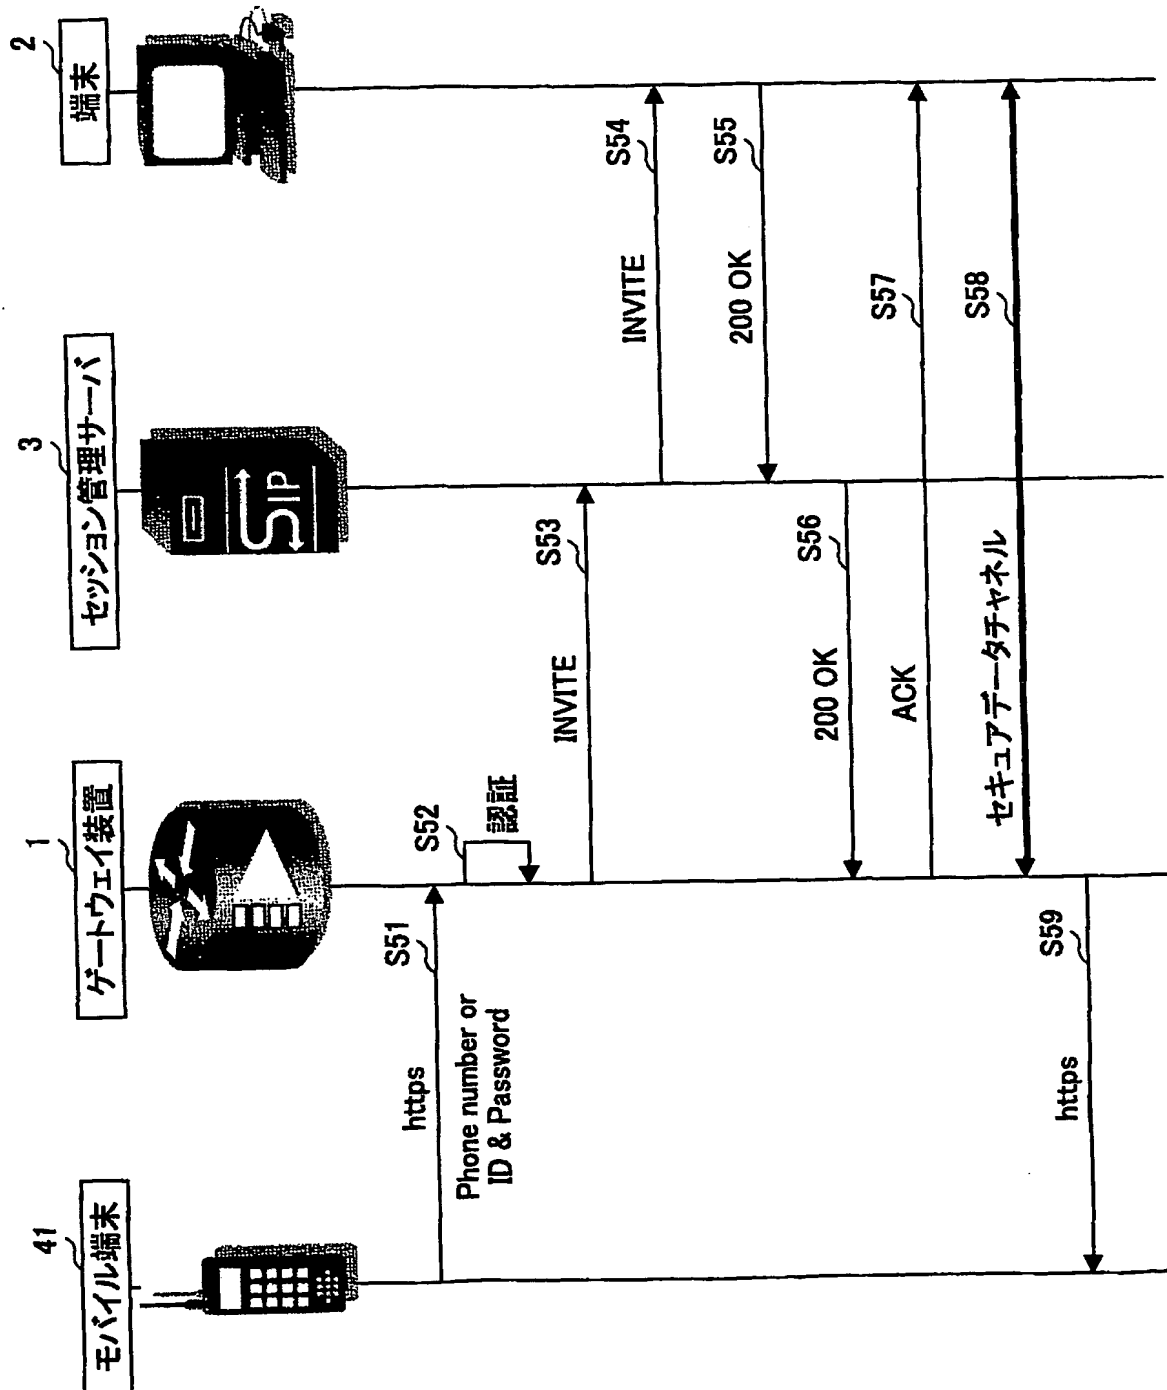 41
モバイル端末
1
ゲートウェイ装置
3
セッション管理サーバ
2
端末
SIP
https
S51
Phone number or
ID & Password
S52
認証
INVITE
S53
INVITE
S54
200 OK
S55
200 OK
S56
ACK
S57
セキュアデータチャネル
S58
https
S59